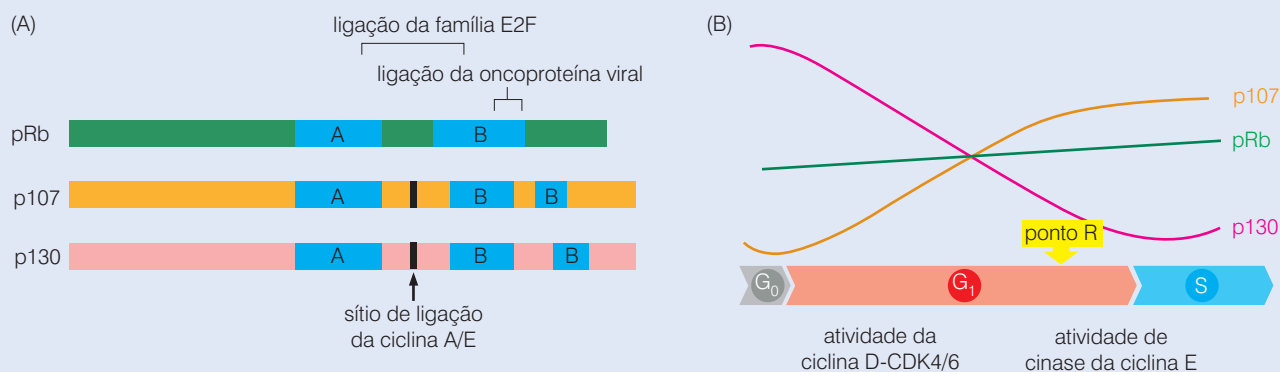 (A)
ligação da família E2F
ligação da oncoproteína viral
pRb
A
B
p107
A
B
B
p130
A
B
B
sítio de ligação
da ciclina A/E
(B)
p107
pRb
p130
ponto R
G0
G1
S
atividade da
ciclina D-CDK4/6
atividade de
cinase da ciclina E